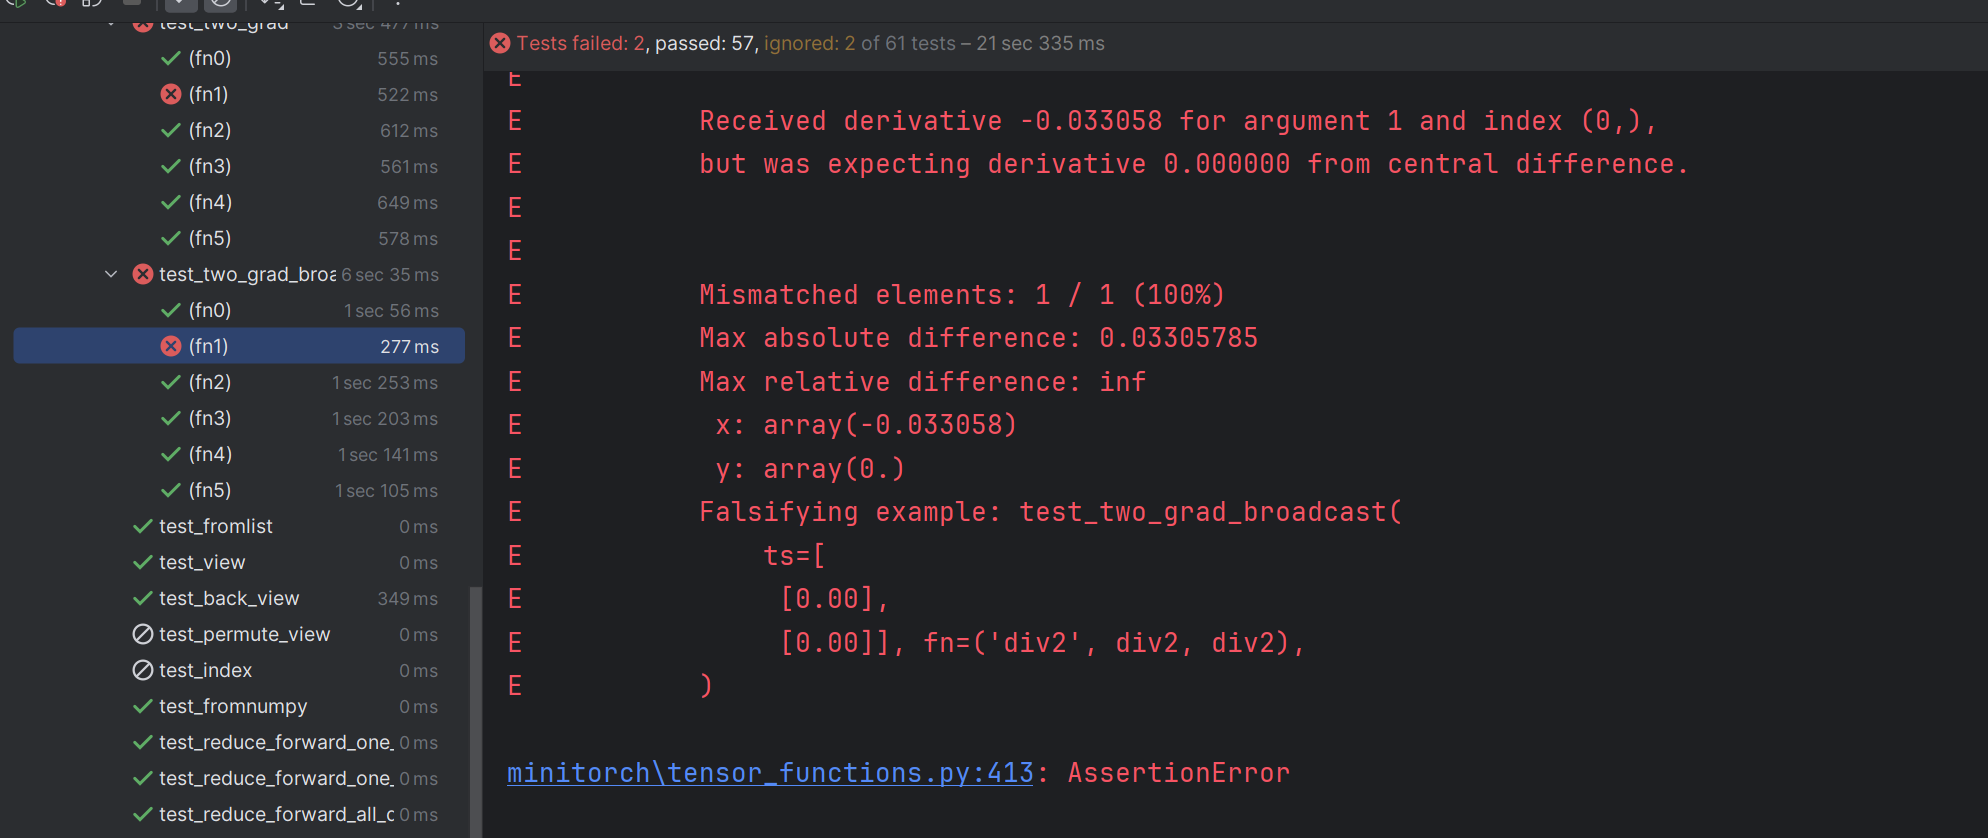 test_two_grad 3 sec 477 ms
(fn0) 555 ms
(fn1) 522 ms
(fn2) 612 ms
(fn3) 561 ms
(fn4) 649 ms
(fn5) 578 ms
test_two_grad_broa 6 sec 35 ms
(fn0) 1 sec 56 ms
(fn1) 277 ms
(fn2) 1 sec 253 ms
(fn3) 1 sec 203 ms
(fn4) 1 sec 141 ms
(fn5) 1 sec 105 ms
test_fromlist 0 ms
test_view 0 ms
test_back_view 349 ms
test_permute_view 0 ms
test_index 0 ms
test_fromnumpy 0 ms
test_reduce_forward_one_ 0 ms
test_reduce_forward_one_ 0 ms
test_reduce_forward_all_c 0 ms
Tests failed: 2, passed: 57, ignored: 2 of 61 tests – 21 sec 335 ms
E
E Received derivative -0.033058 for argument 1 and index (0,),
E but was expecting derivative 0.000000 from central difference.
E
E
E Mismatched elements: 1 / 1 (100%)
E Max absolute difference: 0.03305785
E Max relative difference: inf
E x: array(-0.033058)
E y: array(0.)
E Falsifying example: test_two_grad_broadcast(
E ts=[
E [0.00],
E [0.00]], fn=('div2', div2, div2),
E )
minitorch\tensor_functions.py:413: AssertionError